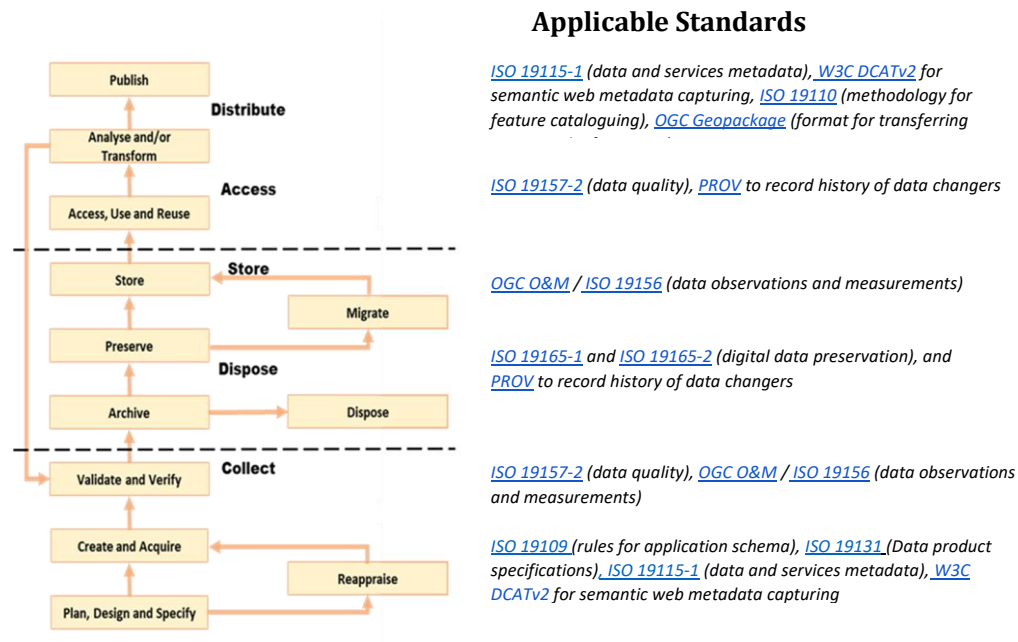 Applicable Standards
Publish
Distribute
Analyse and/or
Transform
Access
Access, Use and Reuse
Store
Store
Migrate
Preserve
Dispose
Archive
Dispose
Collect
Validate and Verify
Create and Acquire
Reappraise
Plan, Design and Specify
ISO 19115-1 (data and services metadata), W3C DCATv2 for
semantic web metadata capturing, ISO 19110 (methodology for
feature cataloguing), OGC Geopackage (format for transferring
ISO 19157-2 (data quality), PROV to record history of data changers
OGC O&M / ISO 19156 (data observations and measurements)
ISO 19165-1 and ISO 19165-2 (digital data preservation), and
PROV to record history of data changers
ISO 19157-2 (data quality), OGC O&M / ISO 19156 (data observations
and measurements)
ISO 19109 (rules for application schema), ISO 19131 (Data product
specifications), ISO 19115-1 (data and services metadata), W3C
DCATv2 for semantic web metadata capturing